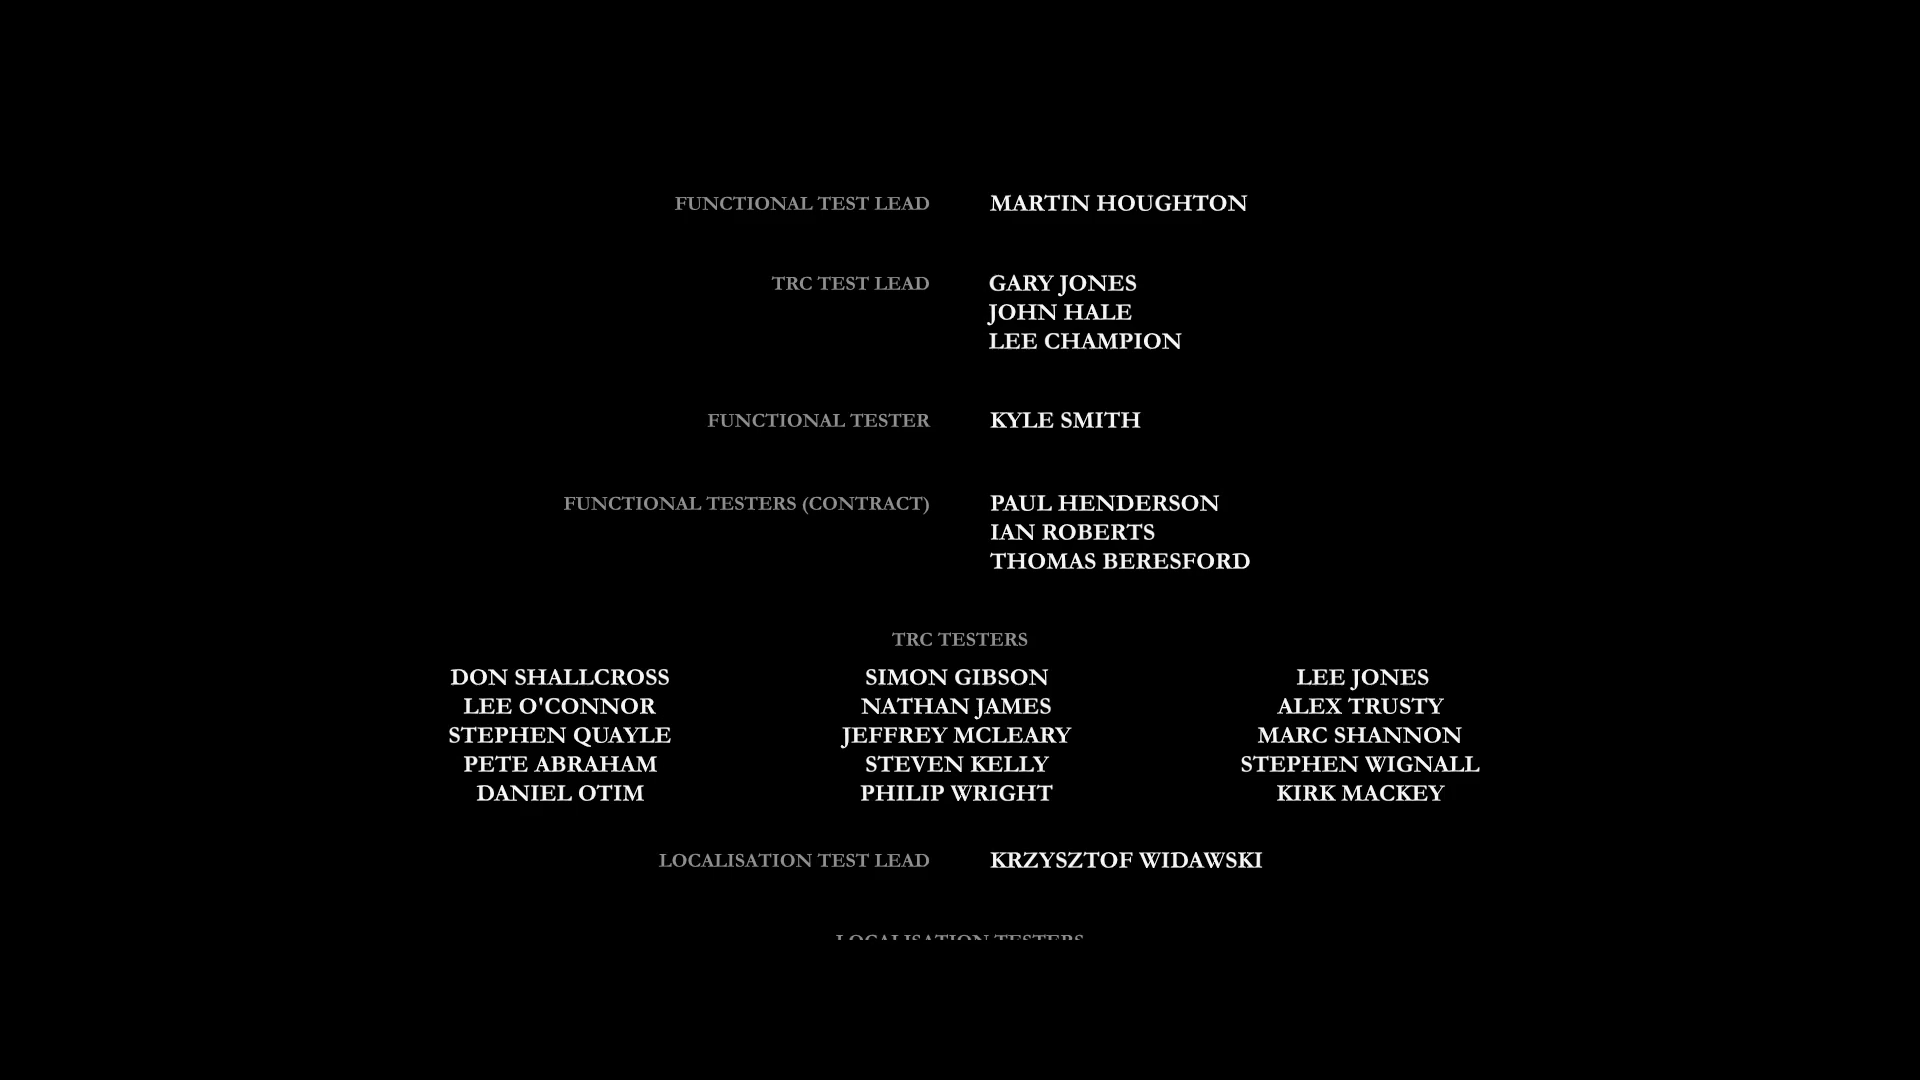 FUNCTIONAL TEST LEAD MARTIN HOUGHTON
TRC TEST LEAD GARY JONES
JOHN HALE
LEE CHAMPION
FUNCTIONAL TESTER KYLE SMITH
FUNCTIONAL TESTERS (CONTRACT) PAUL HENDERSON
IAN ROBERTS
THOMAS BERESFORD
TRC TESTERS
DON SHALLCROSS SIMON GIBSON LEE JONES
LEE O'CONNOR NATHAN JAMES ALEX TRUSTY
STEPHEN QUAYLE JEFFREY MCLEARY MARC SHANNON
PETE ABRAHAM STEVEN KELLY STEPHEN WIGNALL
DANIEL OTIM PHILIP WRIGHT KIRK MACKEY
LOCALISATION TEST LEAD KRZYSZTOF WIDAWSKI
LOCALISATION TESTERS